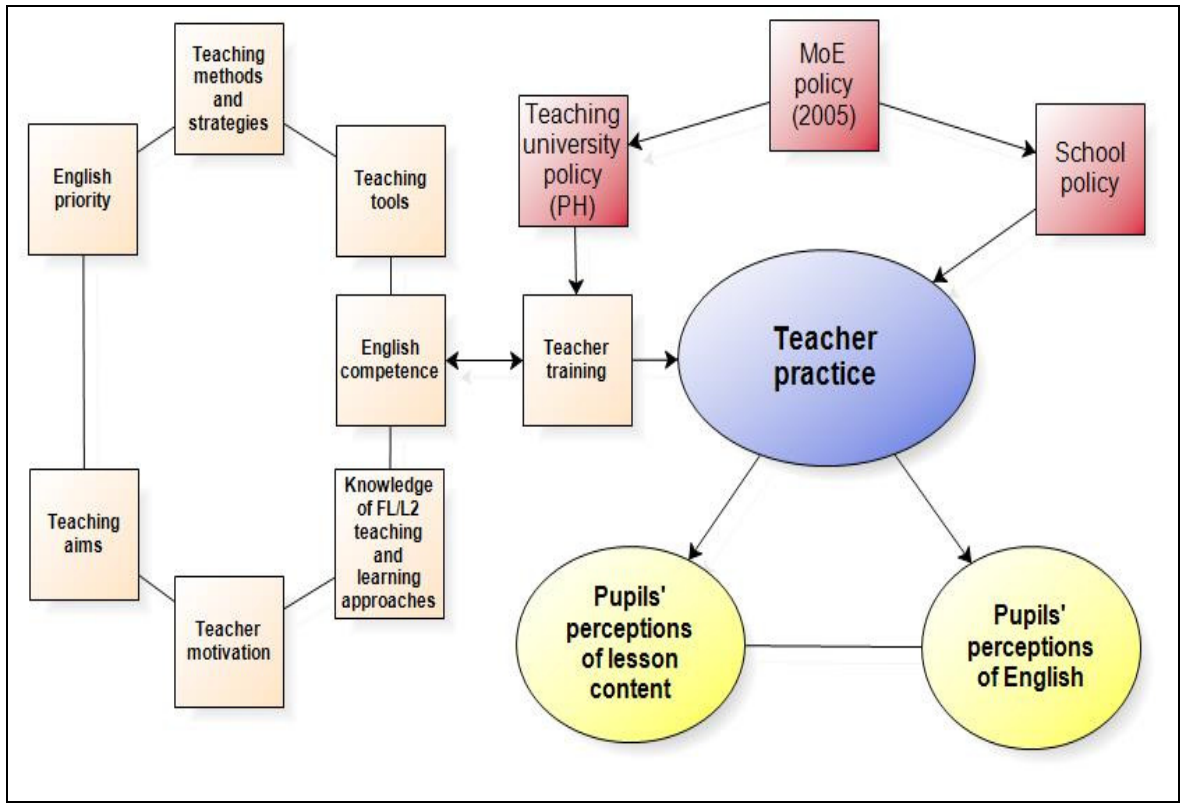 Teaching
methods
and
strategies
English
priority
Teaching
tools
English
competence
Knowledge
of FL/L2
teaching
and
learning
approaches
Teacher
motivation
Teaching
aims
MoE
policy
(2005)
Teaching
university
policy
(PH)
School
policy
Teacher
training
Teacher
practice
Pupils'
perceptions
of lesson
content
Pupils'
perceptions
of English